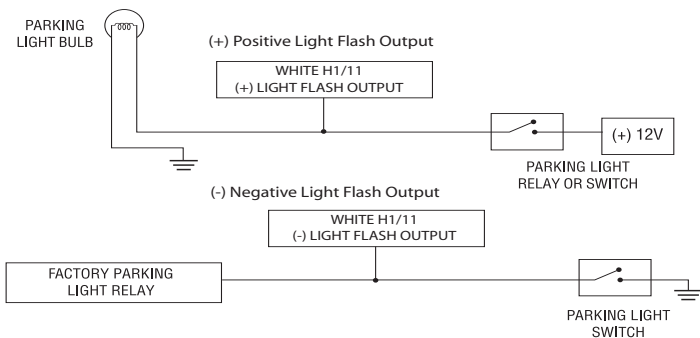 PARKING
LIGHT BULB
(+) Positive Light Flash Output
WHITE H1/11
(+) LIGHT FLASH OUTPUT
(+) 12V
PARKING LIGHT
RELAY OR SWITCH
(-) Negative Light Flash Output
WHITE H1/11
(-) LIGHT FLASH OUTPUT
FACTORY PARKING
LIGHT RELAY
PARKING LIGHT
SWITCH